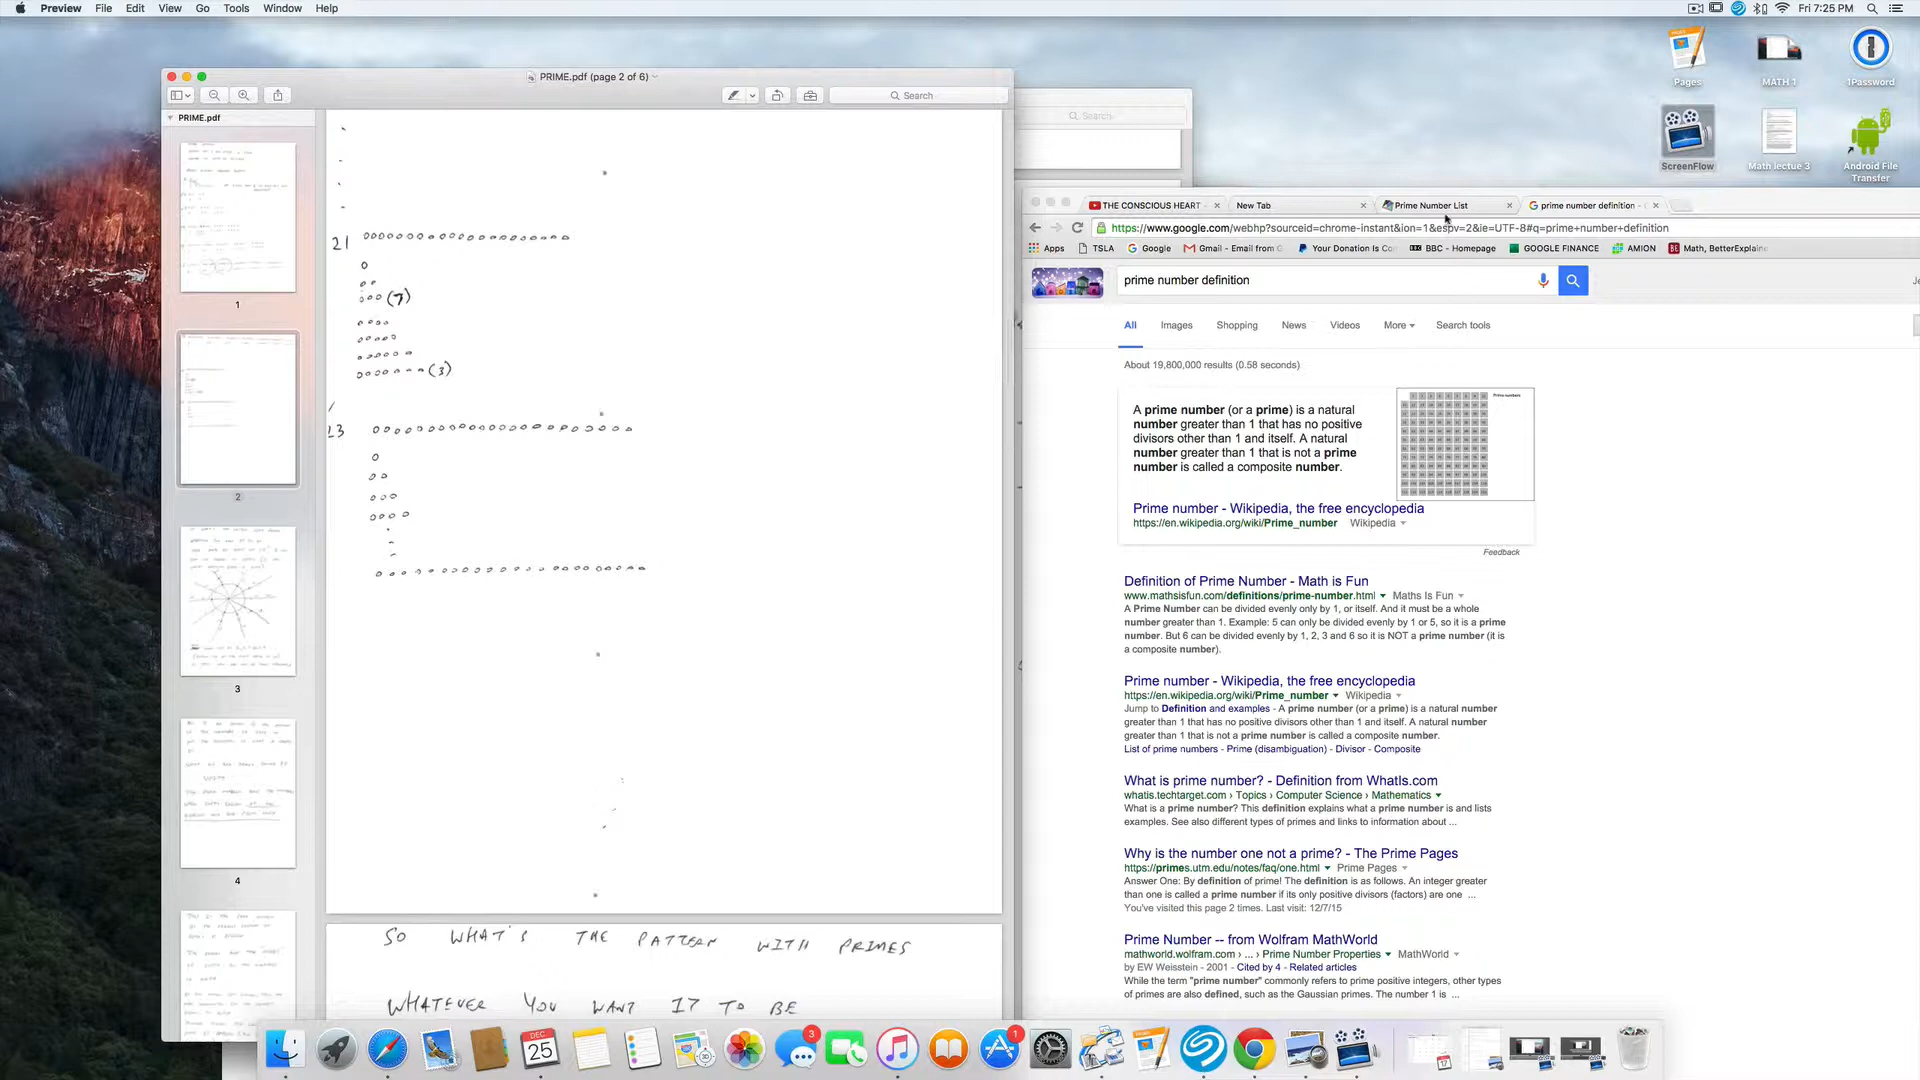 Preview File Edit View Go Tools Window Help
Fri 7:25 PM
Pages
MATH 1
1Password
ScreenFlow
Math lectue 3
Android File
Transfer
PRIME.pdf (page 2 of 6)
Search
PRIME.pdf
1
2
3
4
21
(7)
(3)
SO WHAT'S THE PATTERN WITH PRIMES
WHATEVER YOU WANT IT TO BE
Search
THE CONSCIOUS HEART
New Tab
Prime Number List
prime number definition -
https://www.google.com/webhp?sourceid=chrome-instant&ion=1&espv=2&ie=UTF-8#q=prime+number+definition
Apps TSLA Google Gmail - Email from G Your Donation Is Co BBC - Homepage GOOGLE FINANCE AMION Math, BetterExplaine
prime number definition
All Images Shopping News Videos More Search tools
About 19,800,000 results (0.58 seconds)
A prime number (or a prime) is a natural
number greater than 1 that has no positive
divisors other than 1 and itself. A natural
number greater than 1 that is not a prime
number is called a composite number.
Prime numbers
Prime number - Wikipedia, the free encyclopedia
https://en.wikipedia.org/wiki/Prime_number Wikipedia
Feedback
Definition of Prime Number - Math is Fun
www.mathsisfun.com/definitions/prime-number.html Maths Is Fun
A Prime Number can be divided evenly only by 1, or itself. And it must be a whole
number greater than 1. Example: 5 can only be divided evenly by 1 or 5, so it is a prime
number. But 6 can be divided evenly by 1, 2, 3 and 6 so it is NOT a prime number (it is
a composite number).
Prime number - Wikipedia, the free encyclopedia
https://en.wikipedia.org/wiki/Prime_number Wikipedia
Jump to Definition and examples - A prime number (or a prime) is a natural number
greater than 1 that has no positive divisors other than 1 and itself. A natural number
greater than 1 that is not a prime number is called a composite number.
List of prime numbers - Prime (disambiguation) - Divisor - Composite
What is prime number? - Definition from WhatIs.com
whatis.techtarget.com › Topics › Computer Science › Mathematics
What is a prime number? This definition explains what a prime number is and lists
examples. See also different types of primes and links to information about ...
Why is the number one not a prime? - The Prime Pages
https://primes.utm.edu/notes/faq/one.html Prime Pages
Answer One: By definition of prime! The definition is as follows. An integer greater
than one is called a prime number if its only positive divisors (factors) are one ...
You've visited this page 2 times. Last visit: 12/7/15
Prime Number -- from Wolfram MathWorld
mathworld.wolfram.com › ... › Prime Number Properties MathWorld
by EW Weisstein - 2001 - Cited by 4 - Related articles
While the term "prime number" commonly refers to prime positive integers, other types
of primes are also defined, such as the Gaussian primes. The number 1 is ...
DEC
25
3
1
17